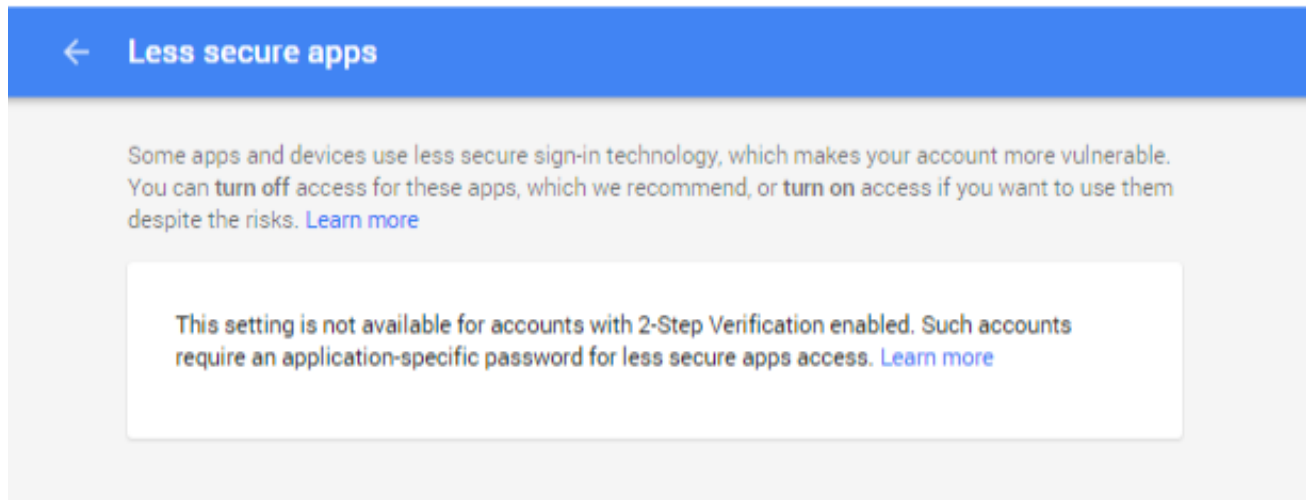 Less secure apps
Some apps and devices use less secure sign-in technology, which makes your account more vulnerable.
You can turn off access for these apps, which we recommend, or turn on access if you want to use them
despite the risks. Learn more
This setting is not available for accounts with 2-Step Verification enabled. Such accounts
require an application-specific password for less secure apps access. Learn more